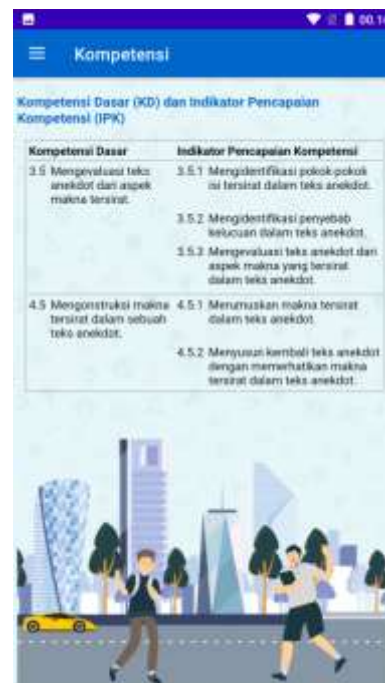 00.1
Kompetensi
Kompetensi Dasar (KD) dan Indikator Pencapaian
Kompetensi (IPK)
Kompetensi Dasar
Indikator Pencapaian Kompetensi
3.5 Mengevaluasi teks
anekdot dari aspek
makna tersirat.
3.5.1 Mengidentifikasi pokok-pokok
isi tersirat dalam teks anekdot.
3.5.2 Mengidentifikasi penyebab
kelucuan dalam teks anekdot.
3.5.3 Mengevaluasi teks anekdot dari
aspek makna yang tersirat
dalam teks anekdot.
4.5 Mengonstruksi makna
tersirat dalam sebuah
teks anekdot.
4.5.1 Merumuskan makna tersirat
dalam teks anekdot.
4.5.2 Menyusun kembali teks anekdot
dengan memerhatikan makna
tersirat dalam teks anekdot.